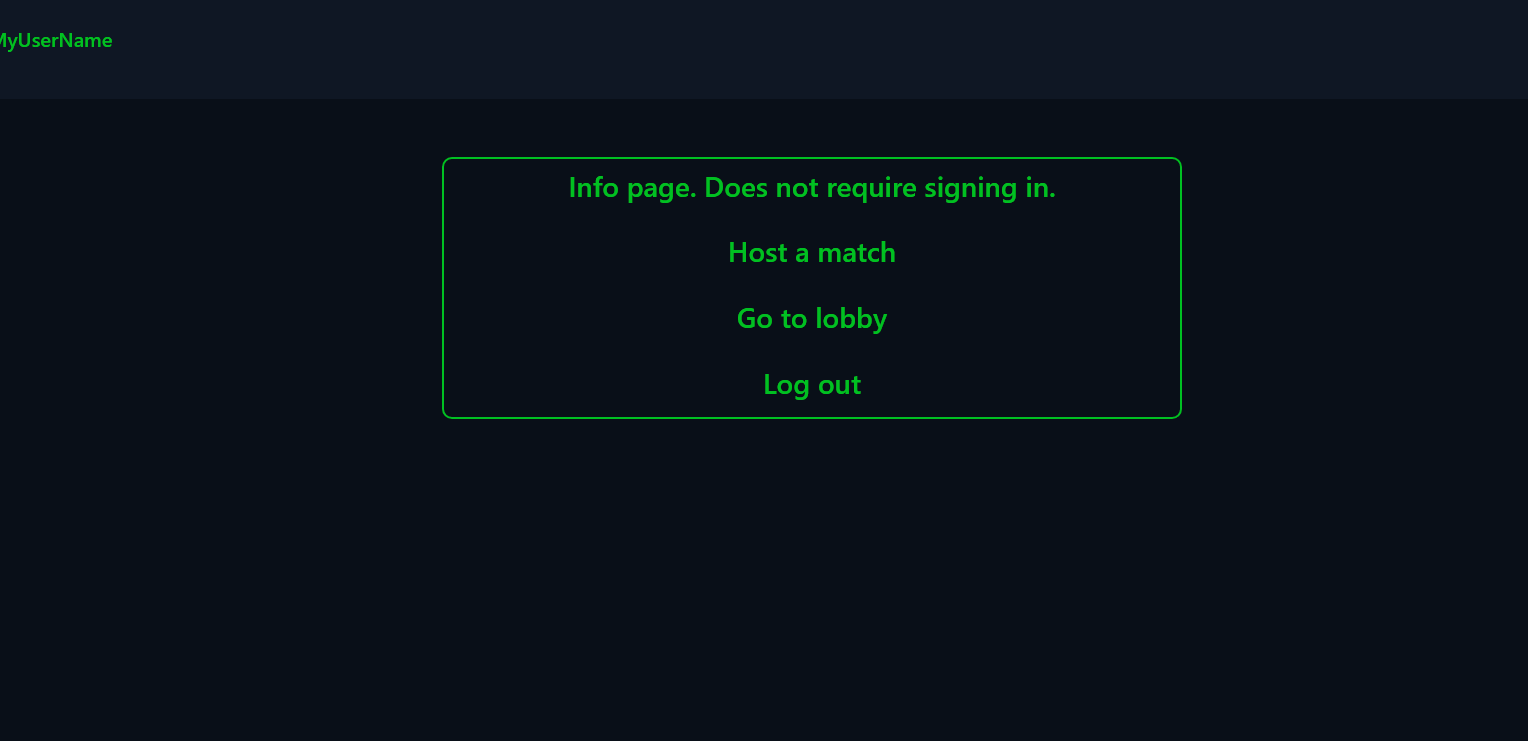 MyUserName
Info page. Does not require signing in.
Host a match
Go to lobby
Log out